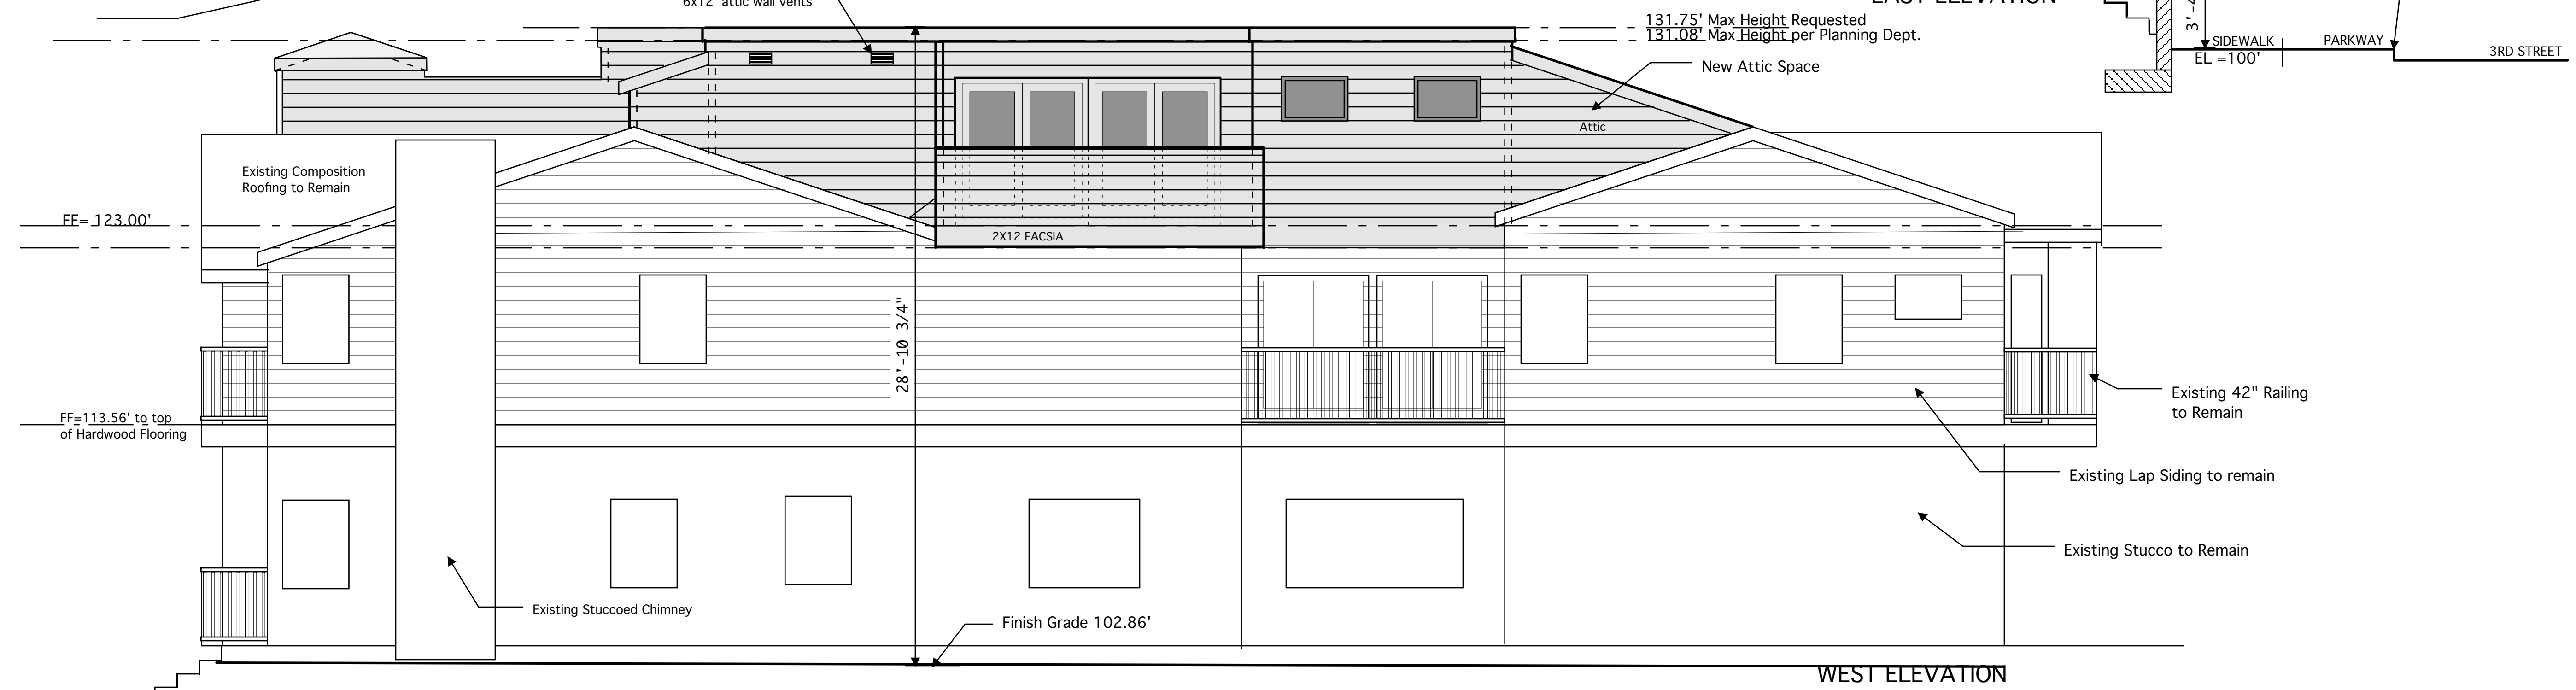 6x12 attic wall vents
EAST ELEVATION
131.75' Max Height Requested
131.08' Max Height per Planning Dept.
3'-
SIDEWALK
PARKWAY
EL =100'
3RD STREET
New Attic Space
Attic
Existing Composition
Roofing to Remain
FF= 123.00'
2X12 FACSIA
28'-10 3/4"
Existing 42" Railing
to Remain
FF=113.56' to top
of Hardwood Flooring
Existing Lap Siding to remain
Existing Stucco to Remain
Existing Stuccoed Chimney
Finish Grade 102.86'
WEST ELEVATION